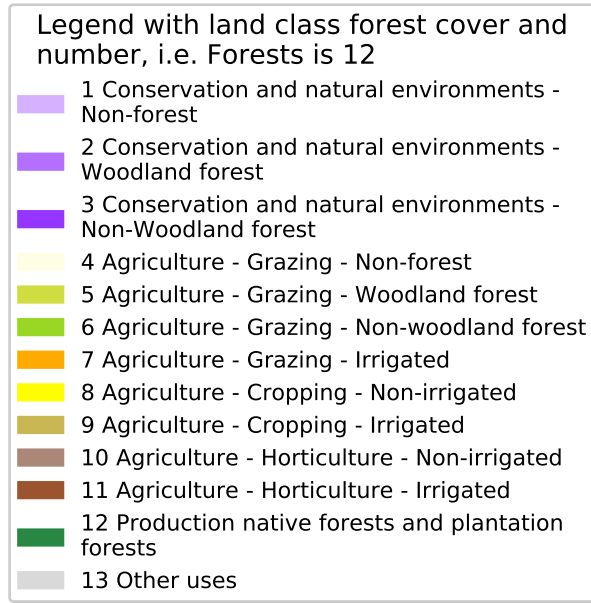 Legend with land class forest cover and
number, i.e. Forests is 12
1 Conservation and natural environments -
Non-forest
2 Conservation and natural environments -
Woodland forest
3 Conservation and natural environments -
Non-Woodland forest
4 Agriculture - Grazing - Non-forest
5 Agriculture - Grazing - Woodland forest
6 Agriculture - Grazing - Non-woodland forest
7 Agriculture - Grazing - Irrigated
8 Agriculture - Cropping - Non-irrigated
9 Agriculture - Cropping - Irrigated
10 Agriculture - Horticulture - Non-irrigated
11 Agriculture - Horticulture - Irrigated
12 Production native forests and plantation
forests
13 Other uses